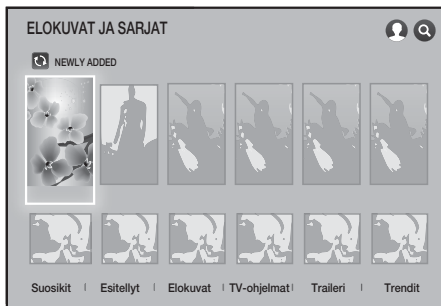 ELOKUVAT JA SARJAT
NEWLY ADDED
Suosikit | Esitellyt | Elokuvat | TV-ohjelmat | Traileri | Trendit